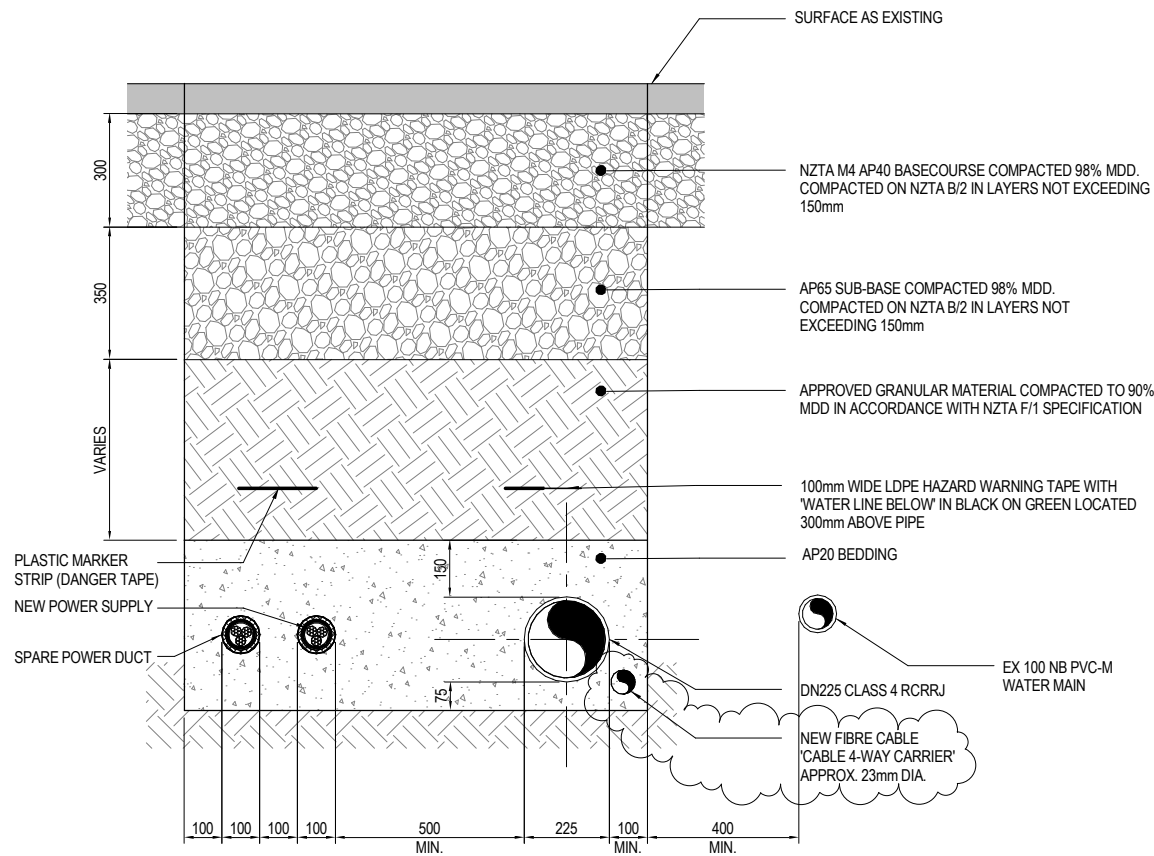 SURFACE AS EXISTING
300
NZTA M4 AP40 BASECOURSE COMPACTED 98% MDD.
COMPACTED ON NZTA B/2 IN LAYERS NOT EXCEEDING
150mm
350
AP65 SUB-BASE COMPACTED 98% MDD.
COMPACTED ON NZTA B/2 IN LAYERS NOT
EXCEEDING 150mm
VARIES
APPROVED GRANULAR MATERIAL COMPACTED TO 90%
MDD IN ACCORDANCE WITH NZTA F/1 SPECIFICATION
100mm WIDE LDPE HAZARD WARNING TAPE WITH
'WATER LINE BELOW' IN BLACK ON GREEN LOCATED
300mm ABOVE PIPE
PLASTIC MARKER
STRIP (DANGER TAPE)
150
AP20 BEDDING
NEW POWER SUPPLY
SPARE POWER DUCT
EX 100 NB PVC-M
WATER MAIN
75
DN225 CLASS 4 RCRRJ
NEW FIBRE CABLE
'CABLE 4-WAY CARRIER'
APPROX. 23mm DIA.
100
100
100
100
500
MIN.
225
100
MIN.
400
MIN.